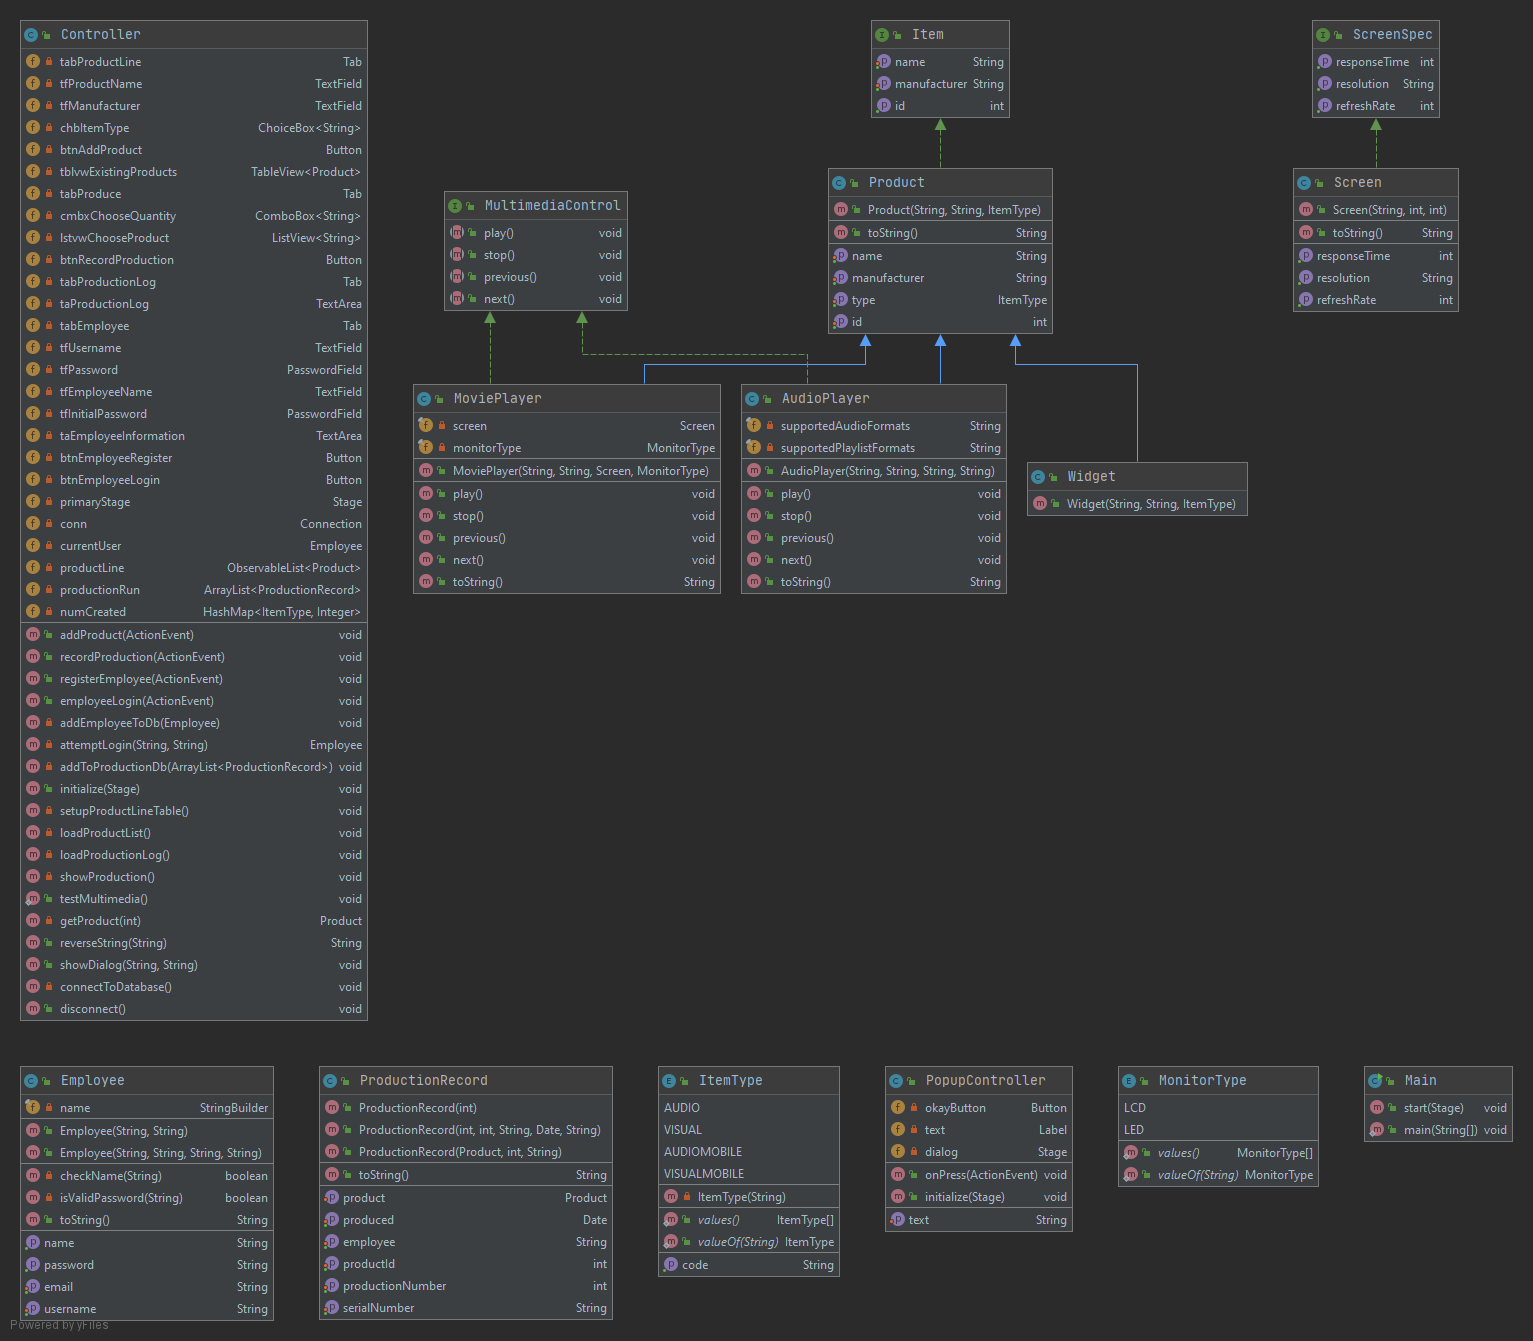 Controller
tabProductLine Tab
tfProductName TextField
tfManufacturer TextField
chbItemType ChoiceBox<String>
btnAddProduct Button
tblvwExistingProducts TableView<Product>
tabProduce Tab
cmbxChooseQuantity ComboBox<String>
lstvwChooseProduct ListView<String>
btnRecordProduction Button
tabProductionLog Tab
taProductionLog TextArea
tabEmployee Tab
tfUsername TextField
tfPassword PasswordField
tfEmployeeName TextField
tfInitialPassword PasswordField
taEmployeeInformation TextArea
btnEmployeeRegister Button
btnEmployeeLogin Button
primaryStage Stage
conn Connection
currentUser Employee
productLine ObservableList<Product>
productionRun ArrayList<ProductionRecord>
numCreated HashMap<ItemType, Integer>
addProduct(ActionEvent) void
recordProduction(ActionEvent) void
registerEmployee(ActionEvent) void
employeeLogin(ActionEvent) void
addEmployeeToDb(Employee) void
attemptLogin(String, String) Employee
addToProductionDb(ArrayList<ProductionRecord>) void
initialize(Stage) void
setupProductLineTable() void
loadProductList() void
loadProductionLog() void
showProduction() void
testMultimedia() void
getProduct(int) Product
reverseString(String) String
showDialog(String, String) void
connectToDatabase() void
disconnect() void
Item
name String
manufacturer String
id int
ScreenSpec
responseTime int
resolution String
refreshRate int
MultimediaControl
play() void
stop() void
previous() void
next() void
Product
Product(String, String, ItemType)
toString() String
name String
manufacturer String
type ItemType
id int
Screen
Screen(String, int, int)
toString() String
responseTime int
resolution String
refreshRate int
MoviePlayer
screen Screen
monitorType MonitorType
MoviePlayer(String, String, Screen, MonitorType)
play() void
stop() void
previous() void
next() void
toString() String
AudioPlayer
supportedAudioFormats String
supportedPlaylistFormats String
AudioPlayer(String, String, String, String)
play() void
stop() void
previous() void
next() void
toString() String
Widget
Widget(String, String, ItemType)
Employee
name StringBuilder
Employee(String, String)
Employee(String, String, String, String)
checkName(String) boolean
isValidPassword(String) boolean
toString() String
name String
password String
email String
username String
ProductionRecord
ProductionRecord(int)
ProductionRecord(int, int, String, Date, String)
ProductionRecord(Product, int, String)
toString() String
product Product
produced Date
employee String
productId int
productionNumber int
serialNumber String
ItemType
AUDIO
VISUAL
AUDIOMOBILE
VISUALMOBILE
ItemType(String)
values() ItemType[]
valueOf(String) ItemType
code String
PopupController
okayButton Button
text Label
dialog Stage
onPress(ActionEvent) void
initialize(Stage) void
text String
MonitorType
LCD
LED
values() MonitorType[]
valueOf(String) MonitorType
Main
start(Stage) void
main(String[]) void
Powered by yFiles